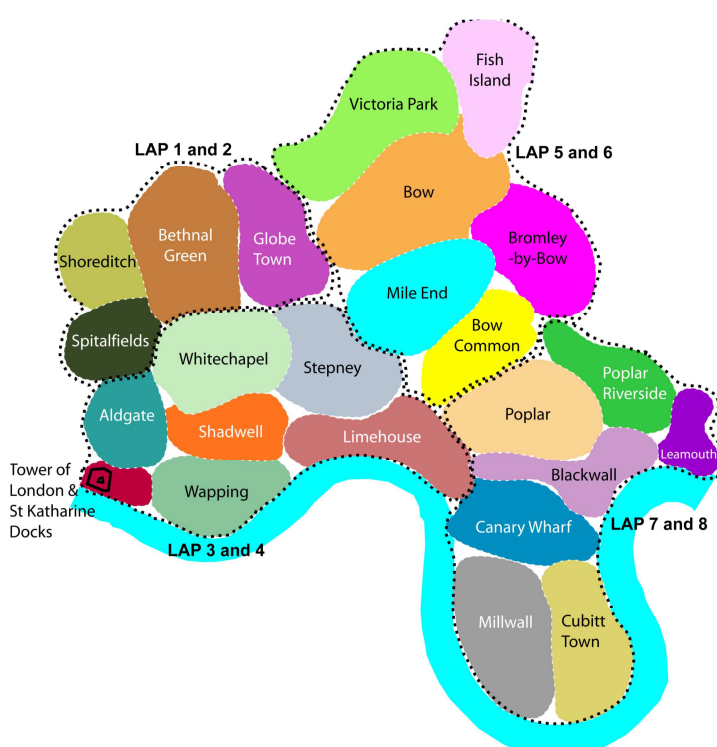 Fish
Island
Victoria Park
LAP 1 and 2
LAP 5 and 6
Bow
Bethnal
Green
Globe
Town
Shoreditch
Bromley
-by-Bow
Mile End
Spitalfields
Whitechapel
Stepney
Bow
Common
Poplar
Riverside
Aldgate
Shadwell
Limehouse
Poplar
Leamouth
Tower of
London &
St Katharine
Docks
Wapping
Blackwall
Canary Wharf
LAP 7 and 8
LAP 3 and 4
Millwall
Cubitt
Town